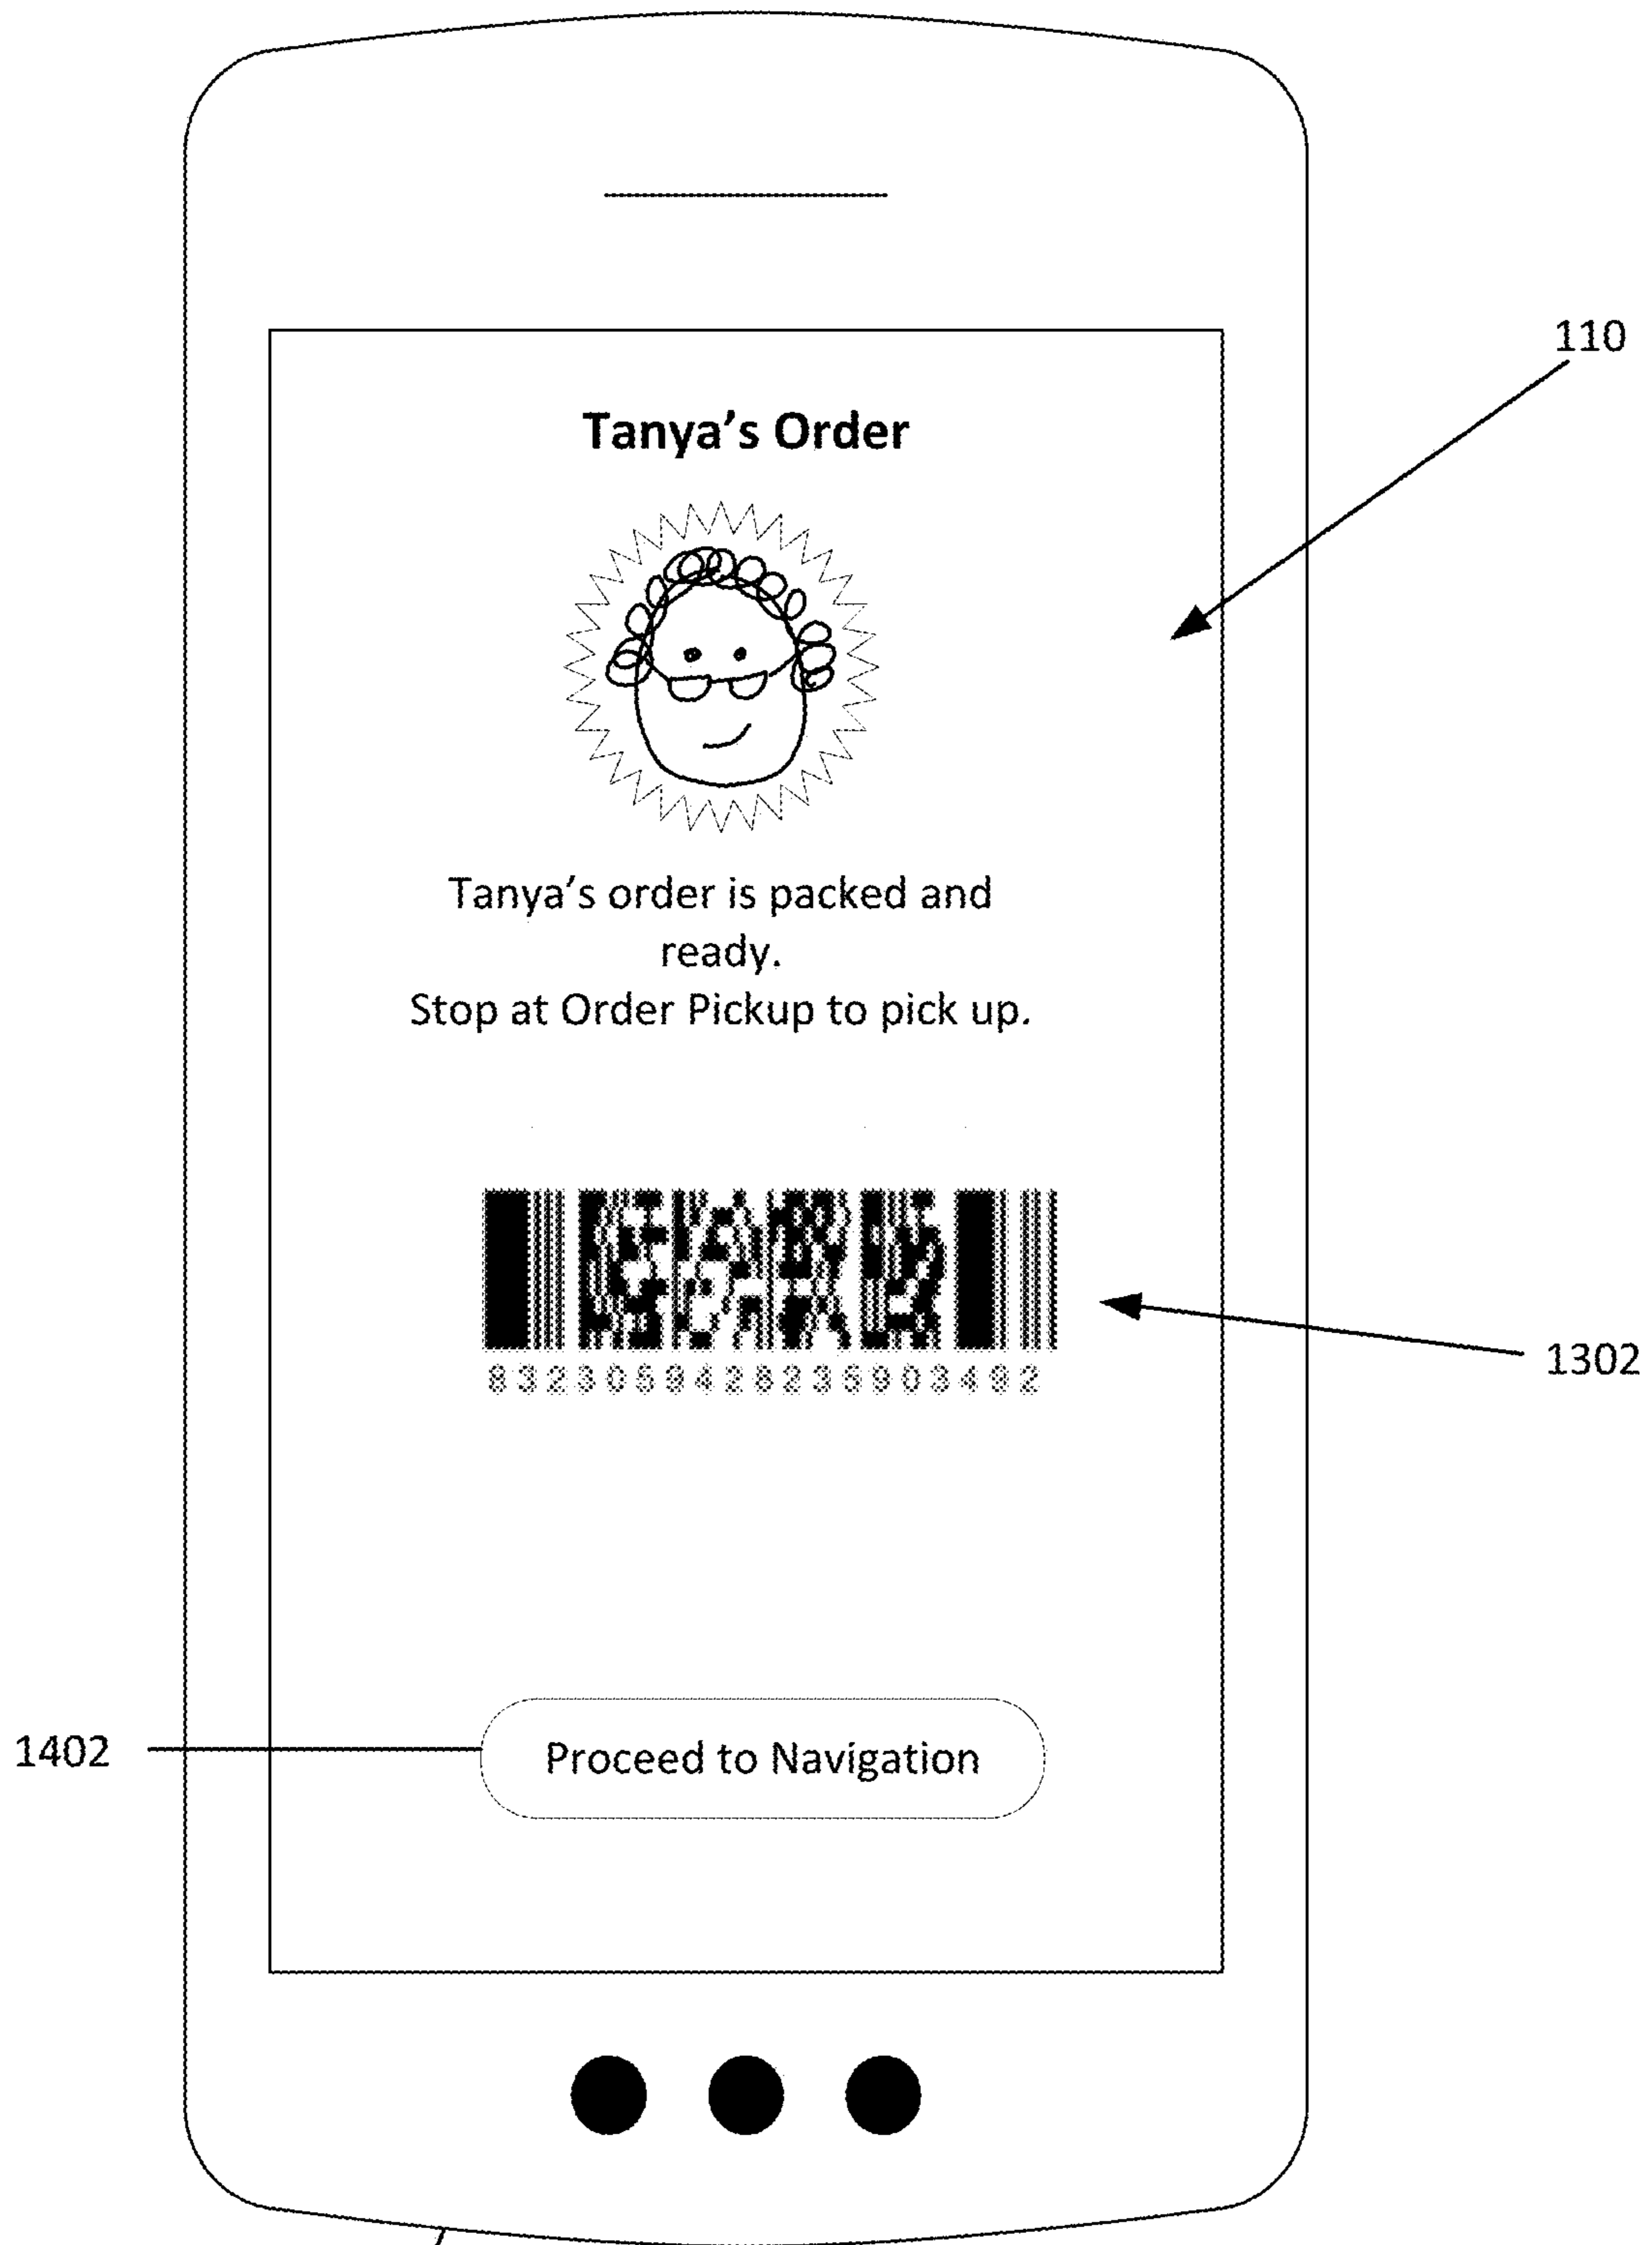 110
Tanya’s Order
Tanya’s order is packed and
ready.
Stop at Order Pickup to pick up.
1302
1402
Proceed to Navigation